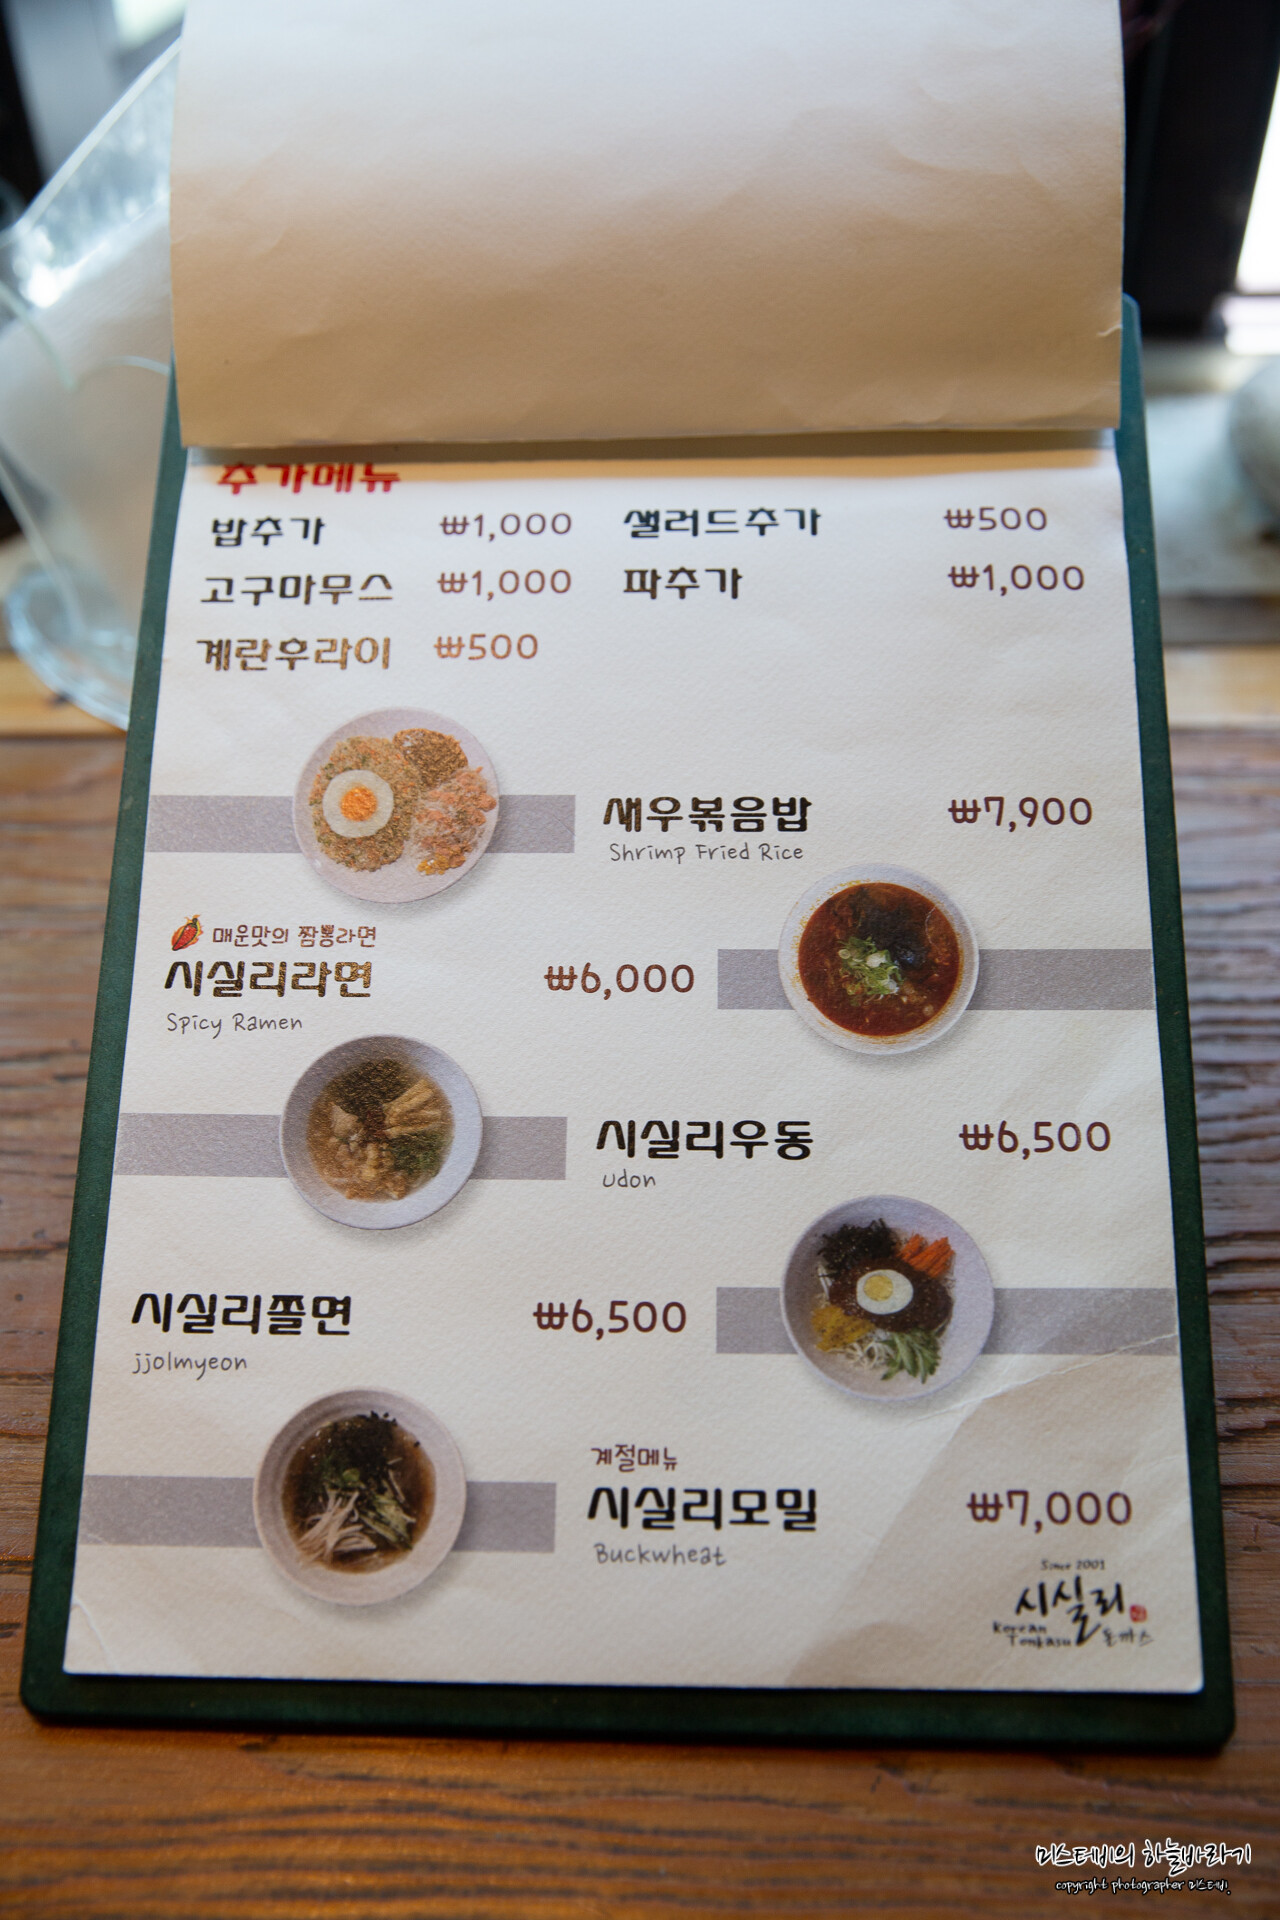 추가메뉴
밥추가 ₩1,000 샐러드추가 ₩500
고구마무스 ₩1,000 파추가 ₩1,000
계란후라이 ₩500
새우볶음밥 ₩7,900
Shrimp Fried Rice
매운맛의 짬뽕라면
시실리라면 ₩6,000
Spicy Ramen
시실리우동 ₩6,500
udon
시실리쫄면 ₩6,500
jjolmyeon
계절메뉴
시실리모밀 ₩7,000
Buckwheat
Since 2001
시실리
Korean
Tonkasu 돈까스
미스테비의 하늘바라기
copyright photographer 미스테비.